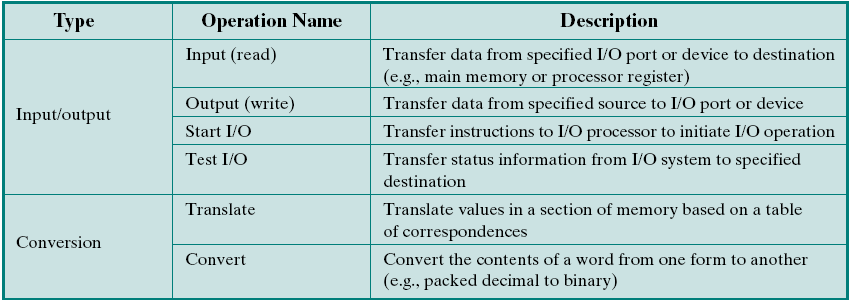 Type Operation Name Description
Input/output
Input (read) Transfer data from specified I/O port or device to destination
(e.g., main memory or processor register)
Output (write) Transfer data from specified source to I/O port or device
Start I/O Transfer instructions to I/O processor to initiate I/O operation
Test I/O Transfer status information from I/O system to specified
destination
Conversion
Translate Translate values in a section of memory based on a table
of correspondences
Convert Convert the contents of a word from one form to another
(e.g., packed decimal to binary)